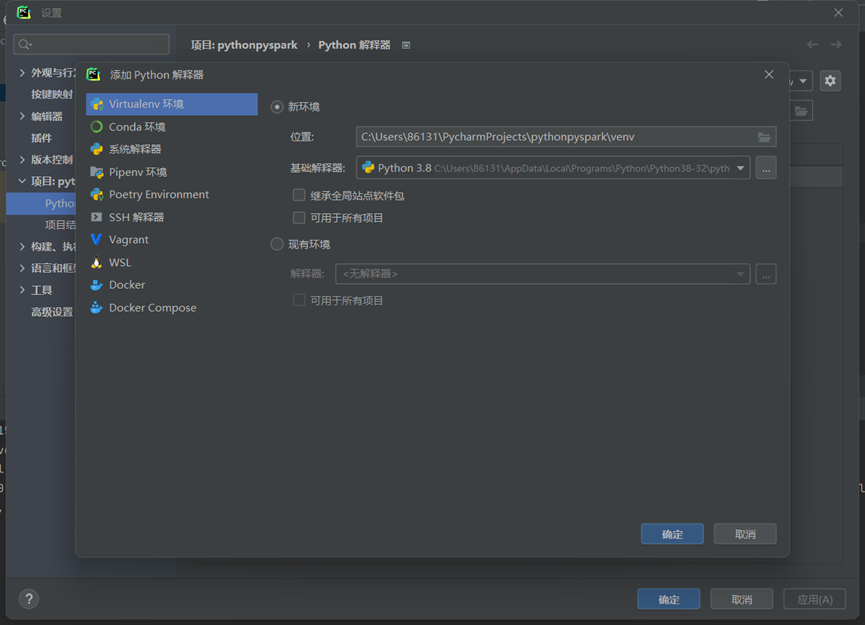 设置
项目: pythonpyspark › Python 解释器
外观与行
按键映射
编辑器
插件
版本控制
项目: pyt
Pytho
项目结
构建、执
语言和框
工具
高级设置
添加 Python 解释器
Virtualenv 环境
Conda 环境
系统解释器
Pipenv 环境
Poetry Environment
SSH 解释器
Vagrant
WSL
Docker
Docker Compose
新环境
位置: C:\Users\86131\PycharmProjects\pythonpyspark\venv
基础解释器: Python 3.8 C:\Users\86131\AppData\Local\Programs\Python\Python38-32\pyth
继承全局站点软件包
可用于所有项目
现有环境
解释器: <无解释器>
可用于所有项目
确定 取消
? 确定 取消 应用(A)